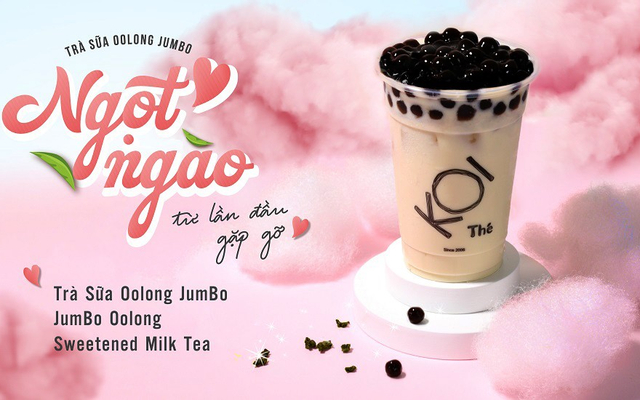 TRÀ SỮA OOLONG JUMBO
Ngọt
ngào
từ lần đầu
gặp gỡ
Trà Sữa Oolong JumBo
JumBo Oolong
Sweetened Milk Tea
KOI
Thé
Since 2006